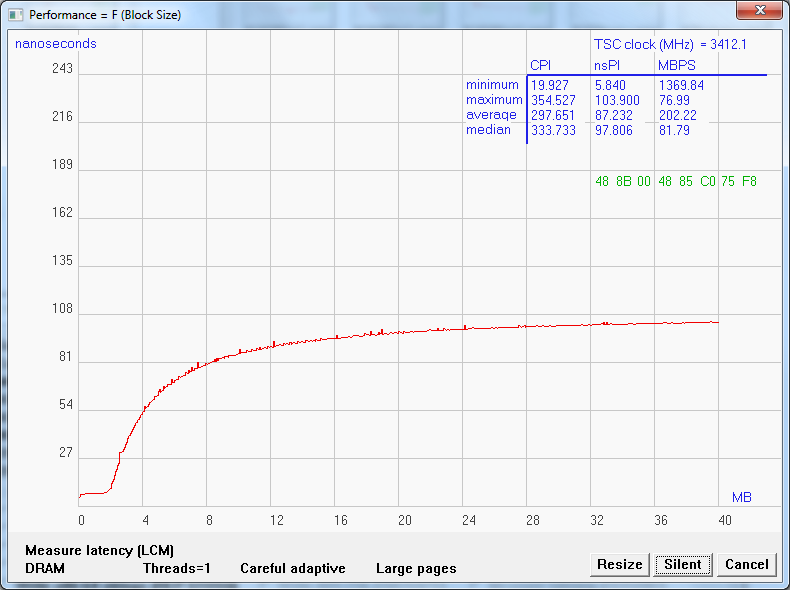 Performance = F (Block Size)
nanoseconds
TSC clock (MHz) = 3412.1
CPI nsPI MBPS
minimum 19.927 5.840 1369.84
maximum 354.527 103.900 76.99
average 297.651 87.232 202.22
median 333.733 97.806 81.79
48 8B 00 48 85 C0 75 F8
243
216
189
162
135
108
81
54
27
MB
0 4 8 12 16 20 24 28 32 36 40
Measure latency (LCM)
DRAM Threads=1 Careful adaptive Large pages
Resize Silent Cancel